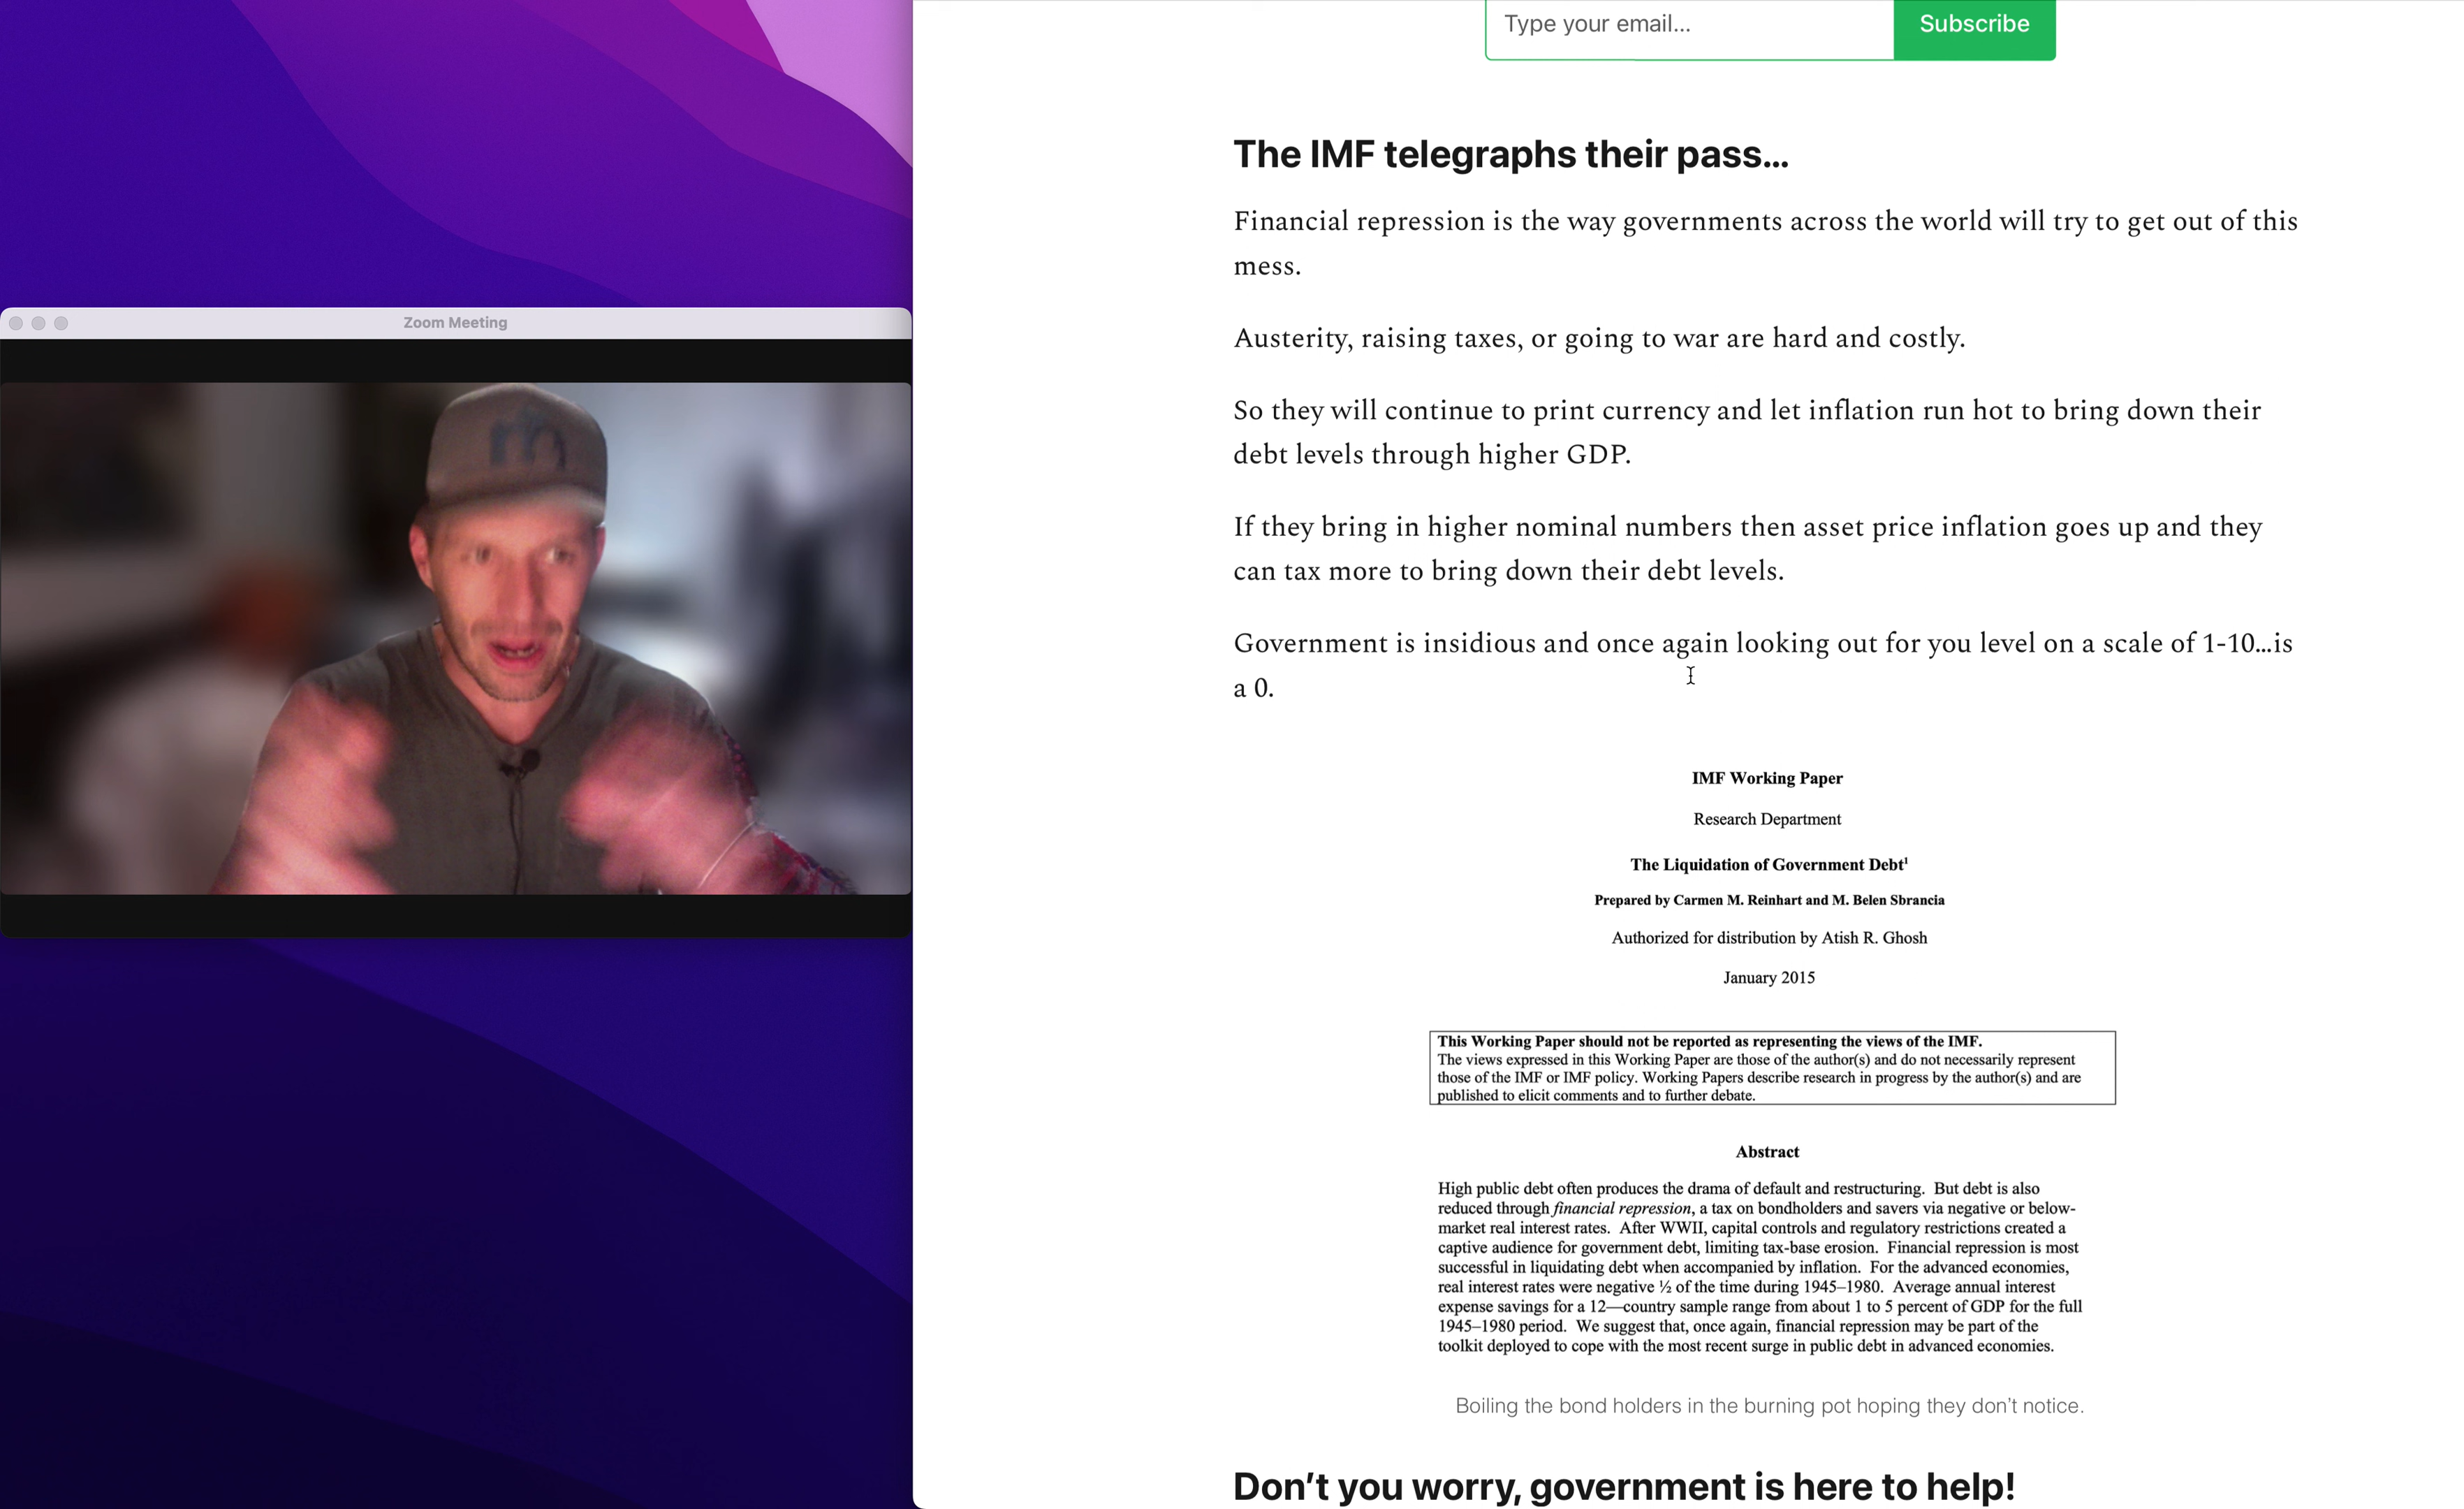 Type your email...
Subscribe
The IMF telegraphs their pass...
Financial repression is the way governments across the world will try to get out of this
mess.
Austerity, raising taxes, or going to war are hard and costly.
So they will continue to print currency and let inflation run hot to bring down their
debt levels through higher GDP.
If they bring in higher nominal numbers then asset price inflation goes up and they
can tax more to bring down their debt levels.
Government is insidious and once again looking out for you level on a scale of 1-10...is
a 0.
Zoom Meeting
m
IMF Working Paper
Research Department
The Liquidation of Government Debt¹
Prepared by Carmen M. Reinhart and M. Belen Sbrancia
Authorized for distribution by Atish R. Ghosh
January 2015
This Working Paper should not be reported as representing the views of the IMF.
The views expressed in this Working Paper are those of the author(s) and do not necessarily represent
those of the IMF or IMF policy. Working Papers describe research in progress by the author(s) and are
published to elicit comments and to further debate.
Abstract
High public debt often produces the drama of default and restructuring. But debt is also
reduced through financial repression, a tax on bondholders and savers via negative or below-
market real interest rates. After WWII, capital controls and regulatory restrictions created a
captive audience for government debt, limiting tax-base erosion. Financial repression is most
successful in liquidating debt when accompanied by inflation. For the advanced economies,
real interest rates were negative ½ of the time during 1945–1980. Average annual interest
expense savings for a 12—country sample range from about 1 to 5 percent of GDP for the full
1945–1980 period. We suggest that, once again, financial repression may be part of the
toolkit deployed to cope with the most recent surge in public debt in advanced economies.
Boiling the bond holders in the burning pot hoping they don't notice.
Don't you worry, government is here to help!